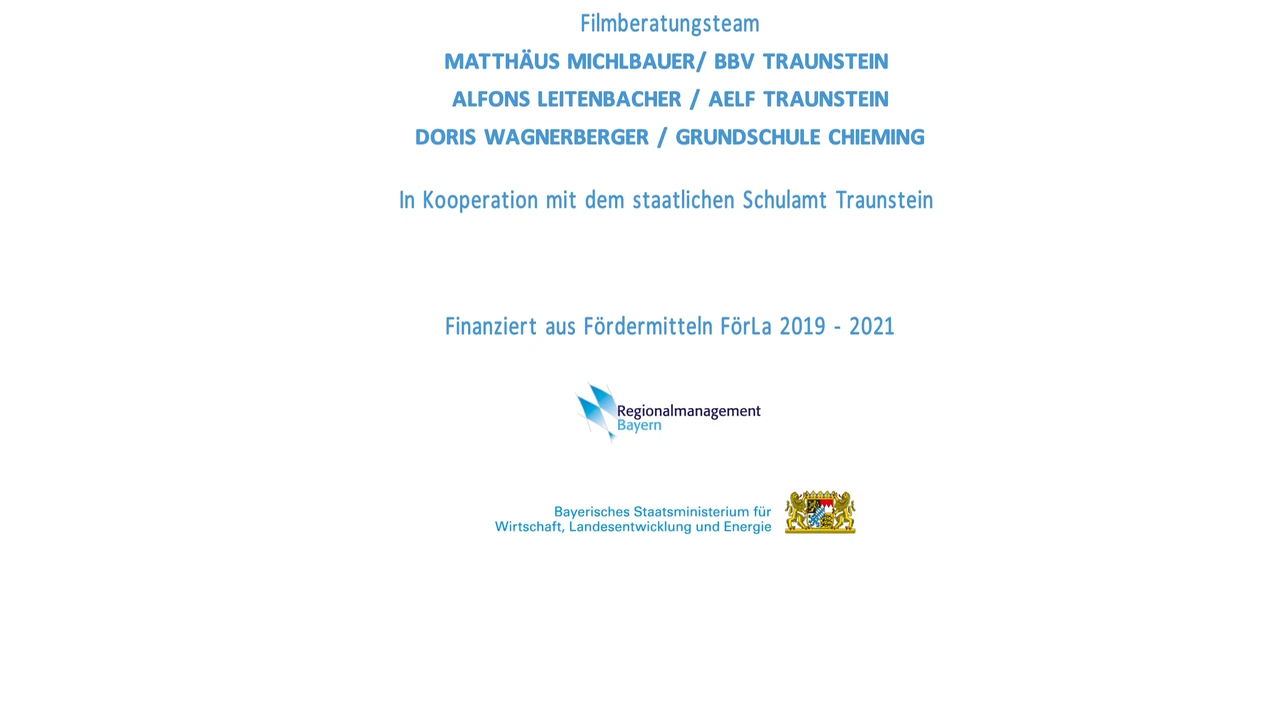 Filmberatungsteam
MATTHÄUS MICHLBAUER/ BBV TRAUNSTEIN
ALFONS LEITENBACHER / AELF TRAUNSTEIN
DORIS WAGNERBERGER / GRUNDSCHULE CHIEMING
In Kooperation mit dem staatlichen Schulamt Traunstein
Finanziert aus Fördermitteln FörLa 2019 - 2021
Regionalmanagement
Bayern
Bayerisches Staatsministerium für
Wirtschaft, Landesentwicklung und Energie